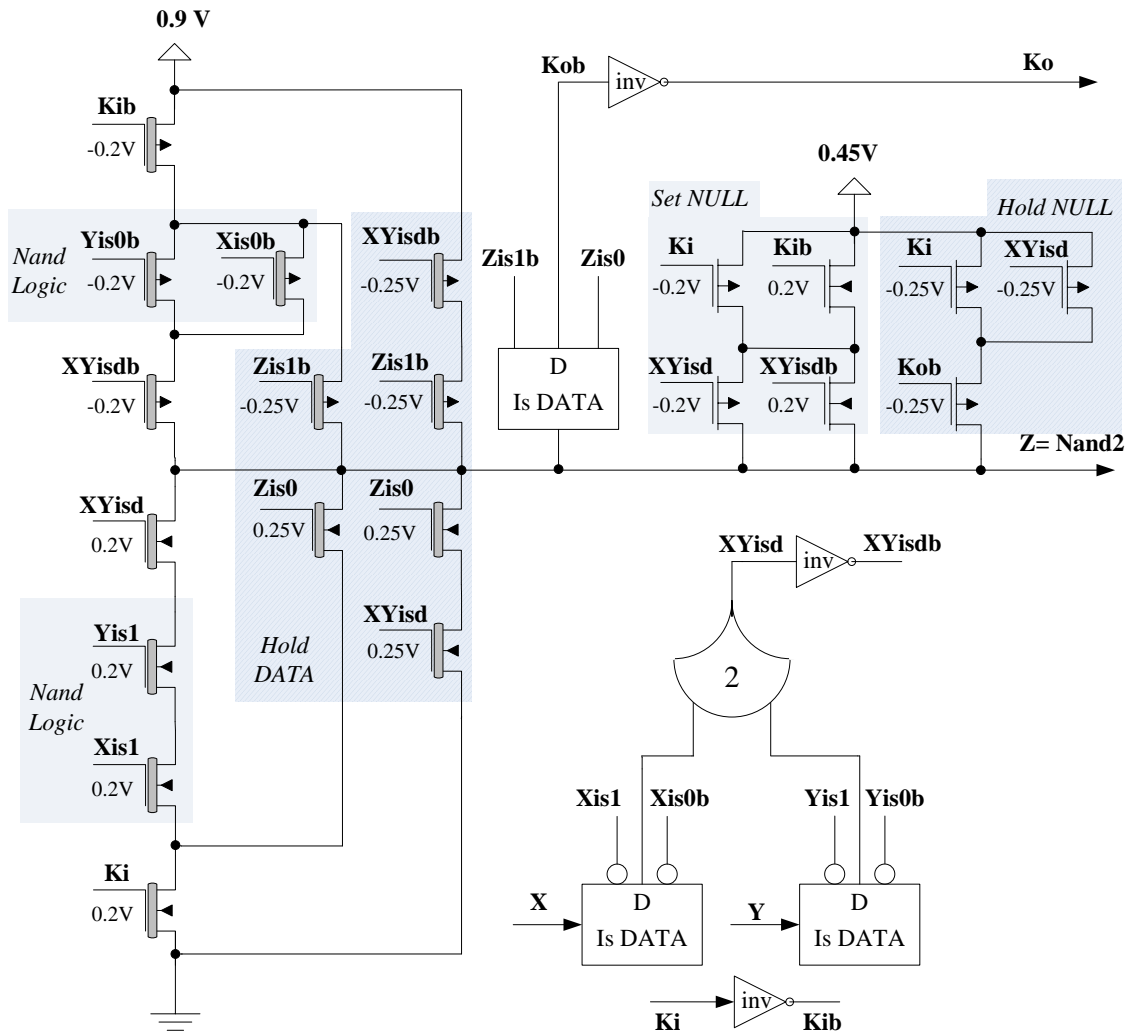 0.9 V
Kib
-0.2V
Nand
Logic
Yis0b
-0.2V
Xis0b
-0.2V
XYisdb
-0.2V
XYisdb
-0.25V
Zis1b
-0.25V
Zis1b
-0.25V
Zis0
0.25V
Zis0
0.25V
XYisd
0.25V
Hold
DATA
XYisd
0.2V
Nand
Logic
Yis1
0.2V
Xis1
0.2V
Ki
0.2V
Kob
inv
Ko
Zis1b
Zis0
D
Is DATA
0.45V
Set NULL
Hold NULL
Ki
-0.2V
Kib
0.2V
Ki
-0.25V
XYisd
-0.25V
XYisd
-0.2V
XYisdb
0.2V
Kob
-0.25V
Z= Nand2
XYisd
inv
XYisdb
2
Xis1
Xis0b
Yis1
Yis0b
X
D
Is DATA
Y
D
Is DATA
Ki
inv
Kib